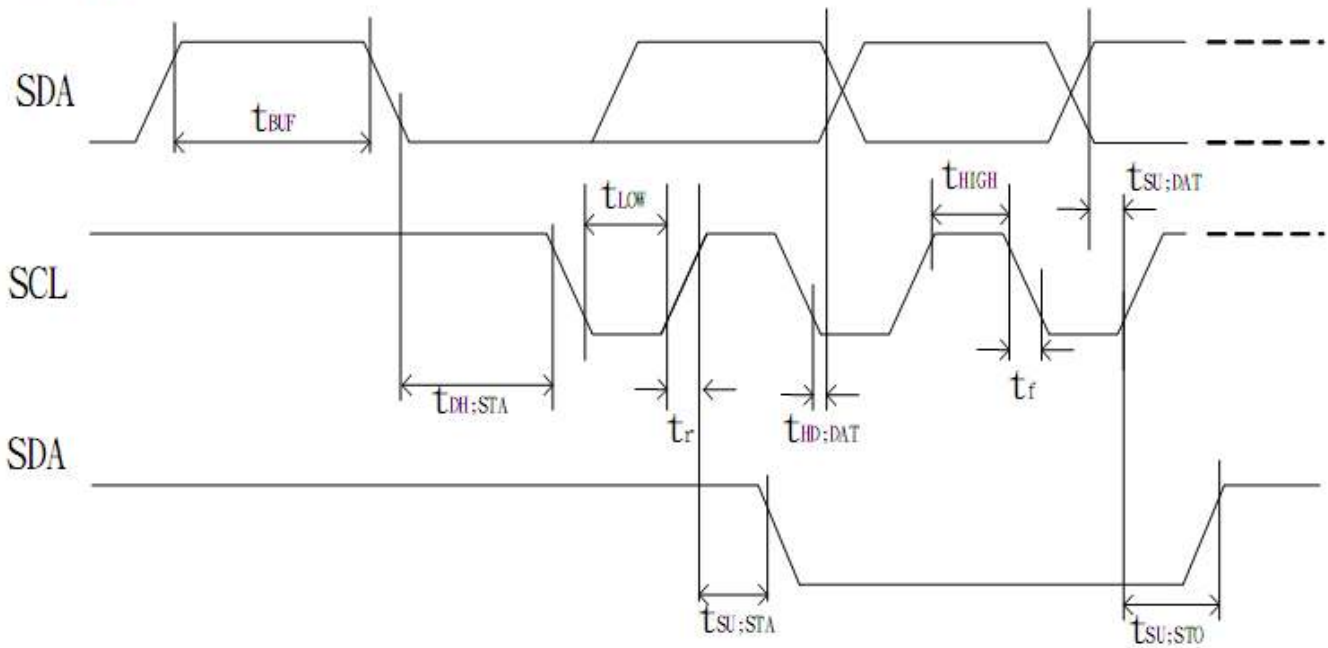 SDA
tBUF
tLOW
tHIGH
tSU;DAT
SCL
tDH;STA
tr
tHD;DAT
tf
SDA
tSU;STA
tSU;STO